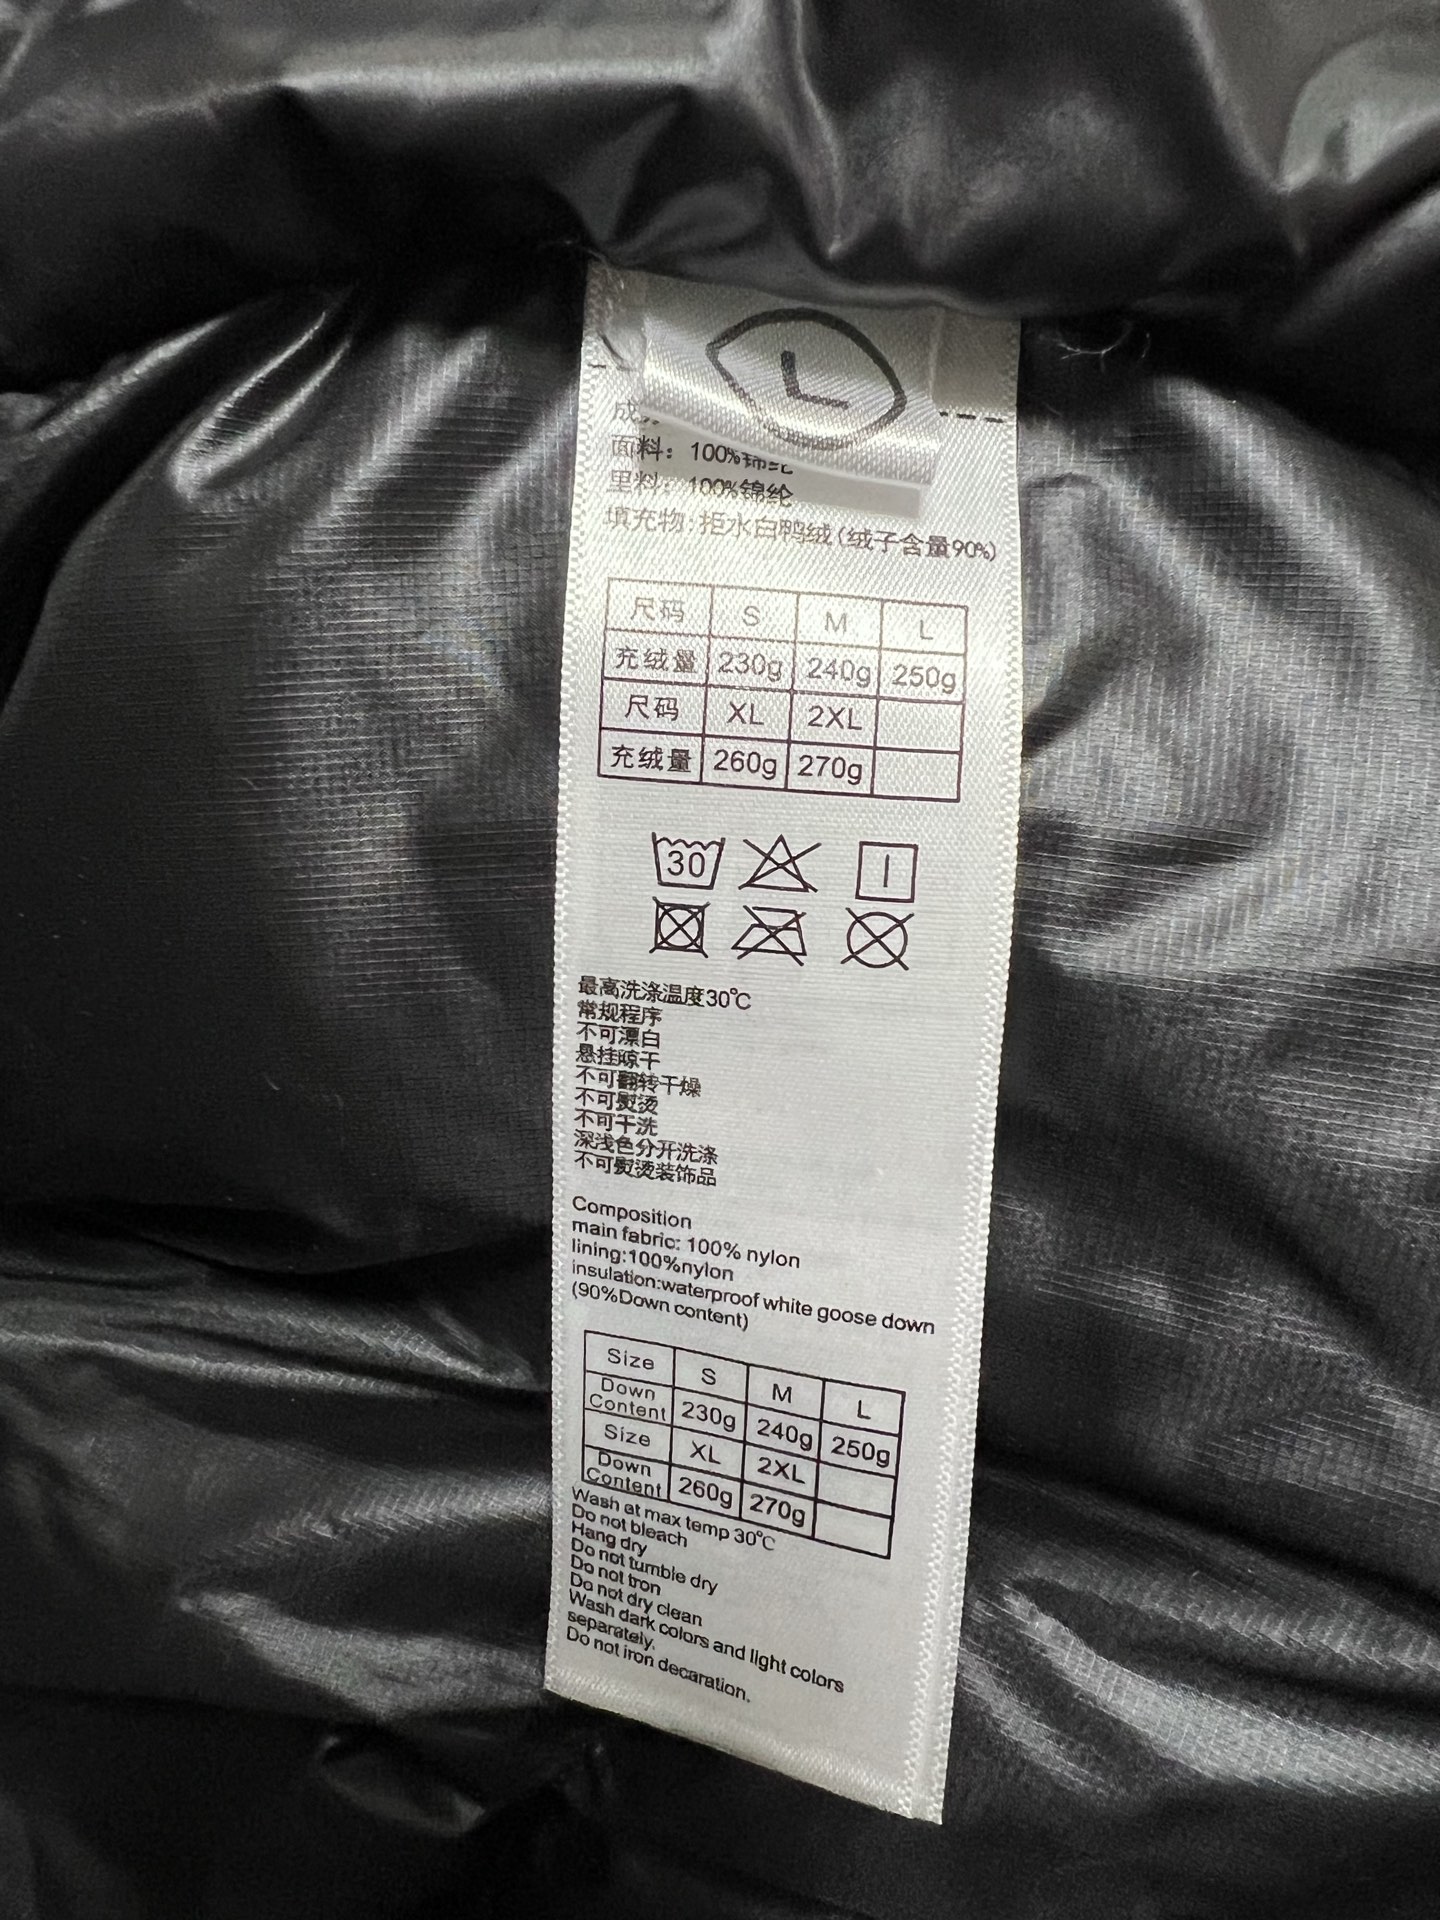 L
成
面料：100%锦纶
里料：100%锦纶
填充物：拒水白鸭绒(绒子含量90%)
尺码 S M L
充绒量 230g 240g 250g
尺码 XL 2XL
充绒量 260g 270g
30
最高洗涤温度30℃
常规程序
不可漂白
悬挂晾干
不可翻转干燥
不可熨烫
不可干洗
深浅色分开洗涤
不可熨烫装饰品
Composition
main fabric: 100% nylon
lining:100%nylon
insulation:waterproof white goose down
(90%Down content)
Size S M L
Down Content 230g 240g 250g
Size XL 2XL
Down Content 260g 270g
Wash at max temp 30℃
Do not bleach
Hang dry
Do not tumble dry
Do not tron
Do not dry clean
Wash dark colors and light colors
separately.
Do not iron decaration.